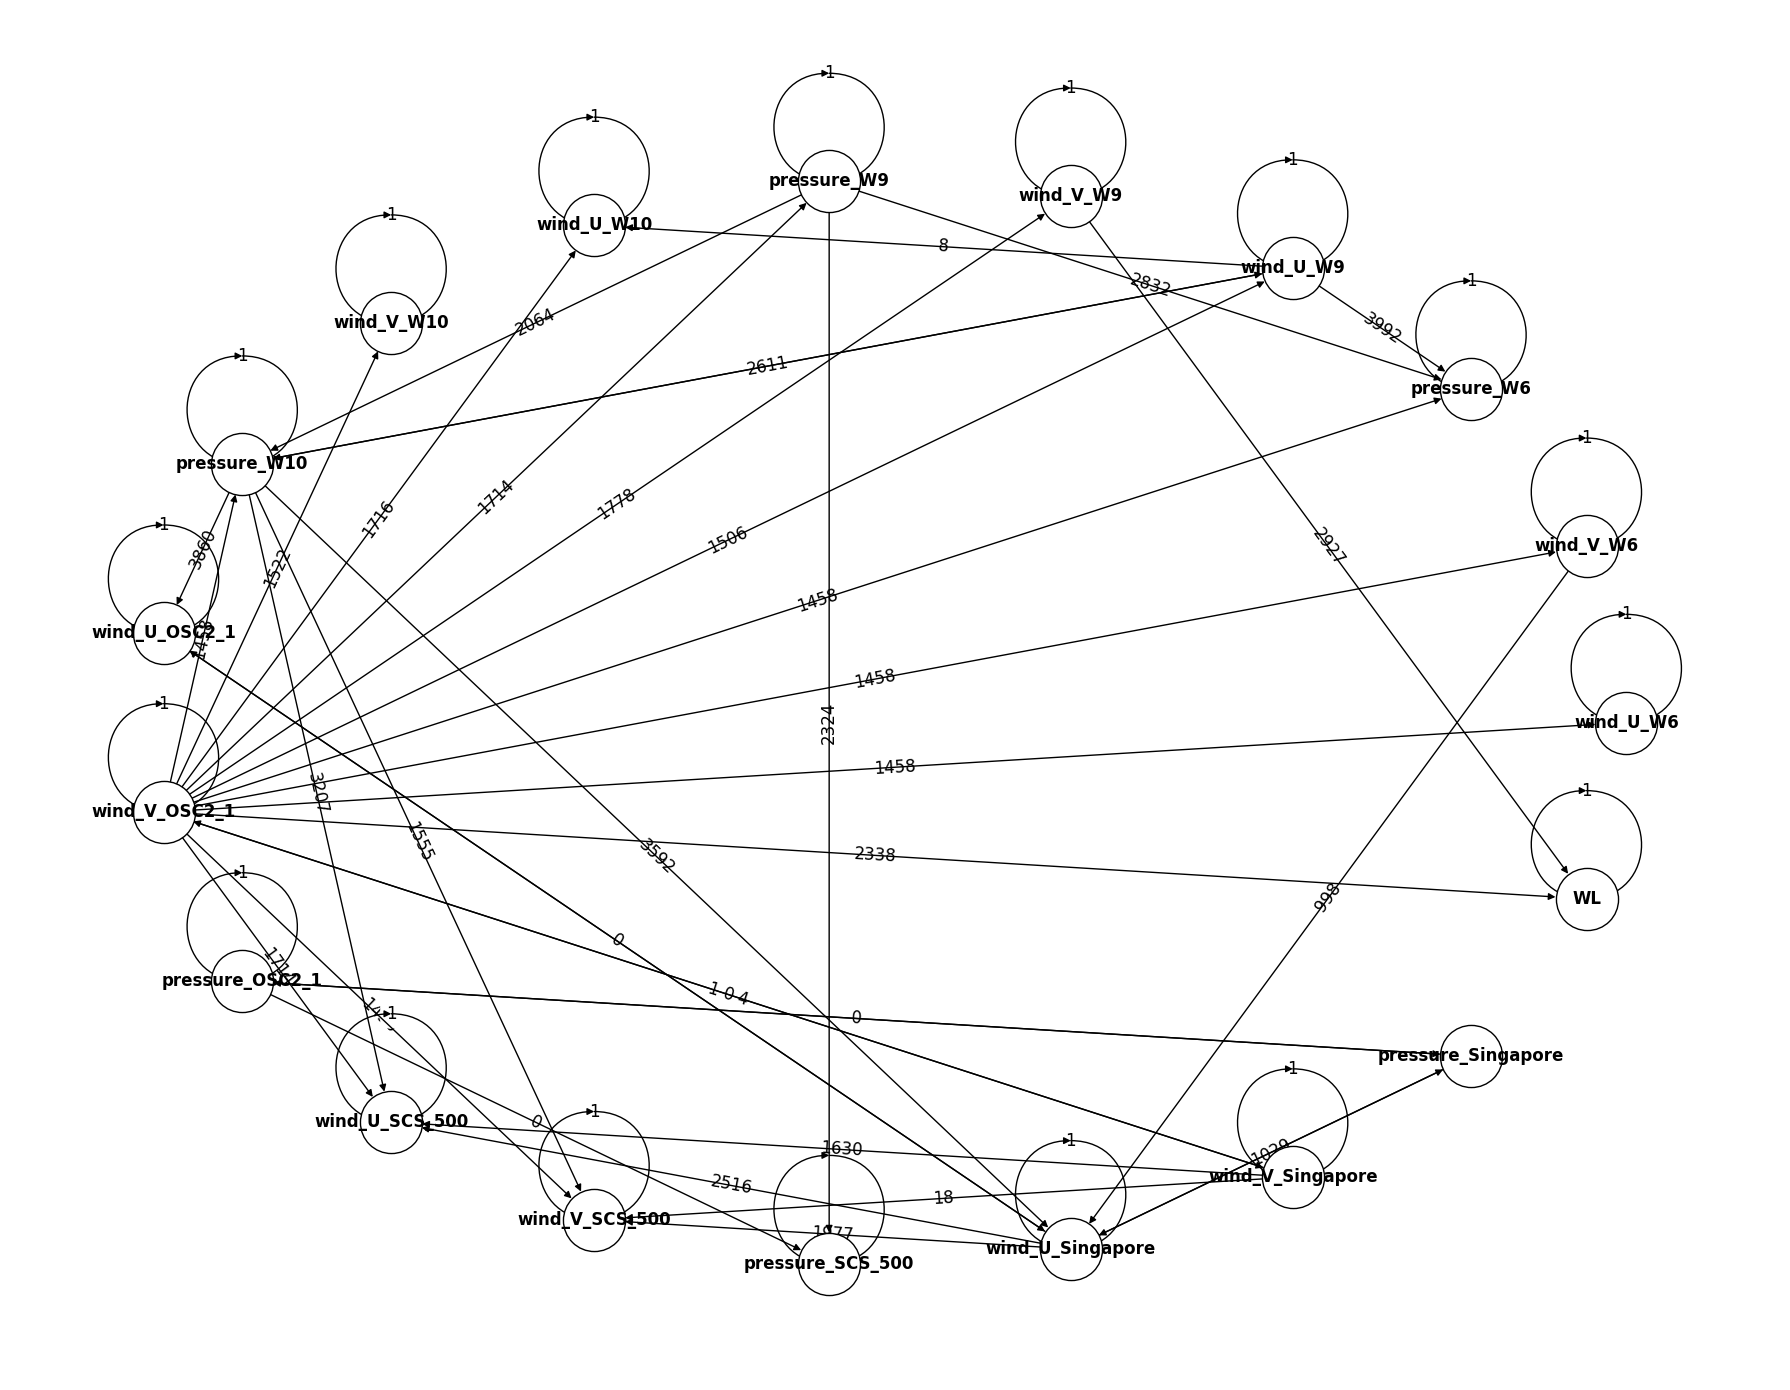 1
1
1
pressure_W9
wind_V_W9
1
1
wind_U_W10
8
1
wind_U_W9
1
2832
wind_V_W10
2064
3992
1
2611
pressure_W6
1
pressure_W10
1714
1778
1716
1
1506
2927
wind_V_W6
3860
1522
1458
1
wind_U_OSC2_1
1458
1
2324
wind_U_W6
1458
1
3207
wind_V_OSC2_1
1555
3592
2338
1
998
WL
0
1
pressure_OSC2_1
1 0 4
0
1
pressure_Singapore
1
0
1
wind_U_SCS_500
1
1630
1029
wind_V_Singapore
2516
18
wind_V_SCS_500
1977
wind_U_Singapore
pressure_SCS_500